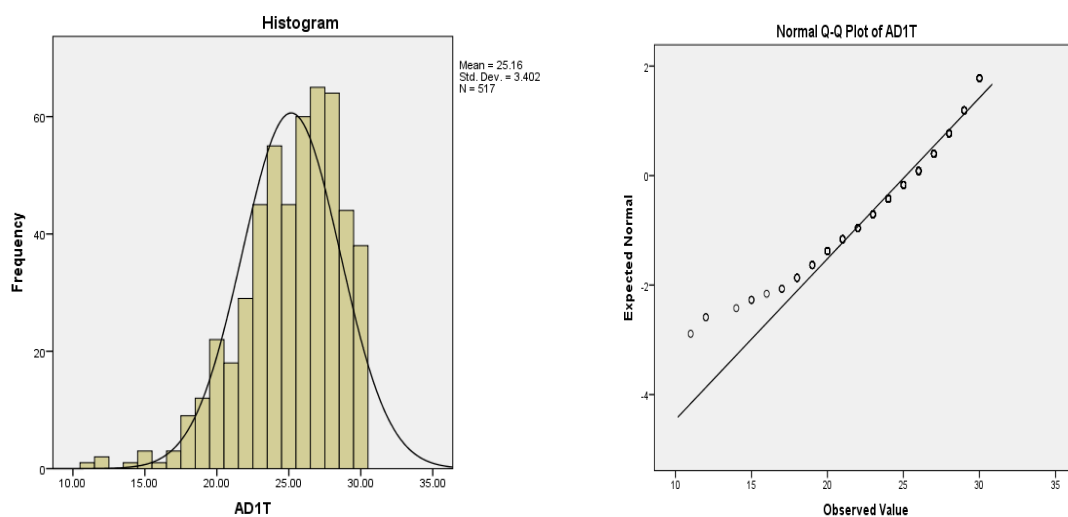 Histogram
Mean = 25.16
Std. Dev. = 3.402
N = 517
Frequency
60
40
20
0
10.00 15.00 20.00 25.00 30.00 35.00
AD1T
Normal Q-Q Plot of AD1T
Expected Normal
2
0
-2
-4
10 15 20 25 30 35
Observed Value